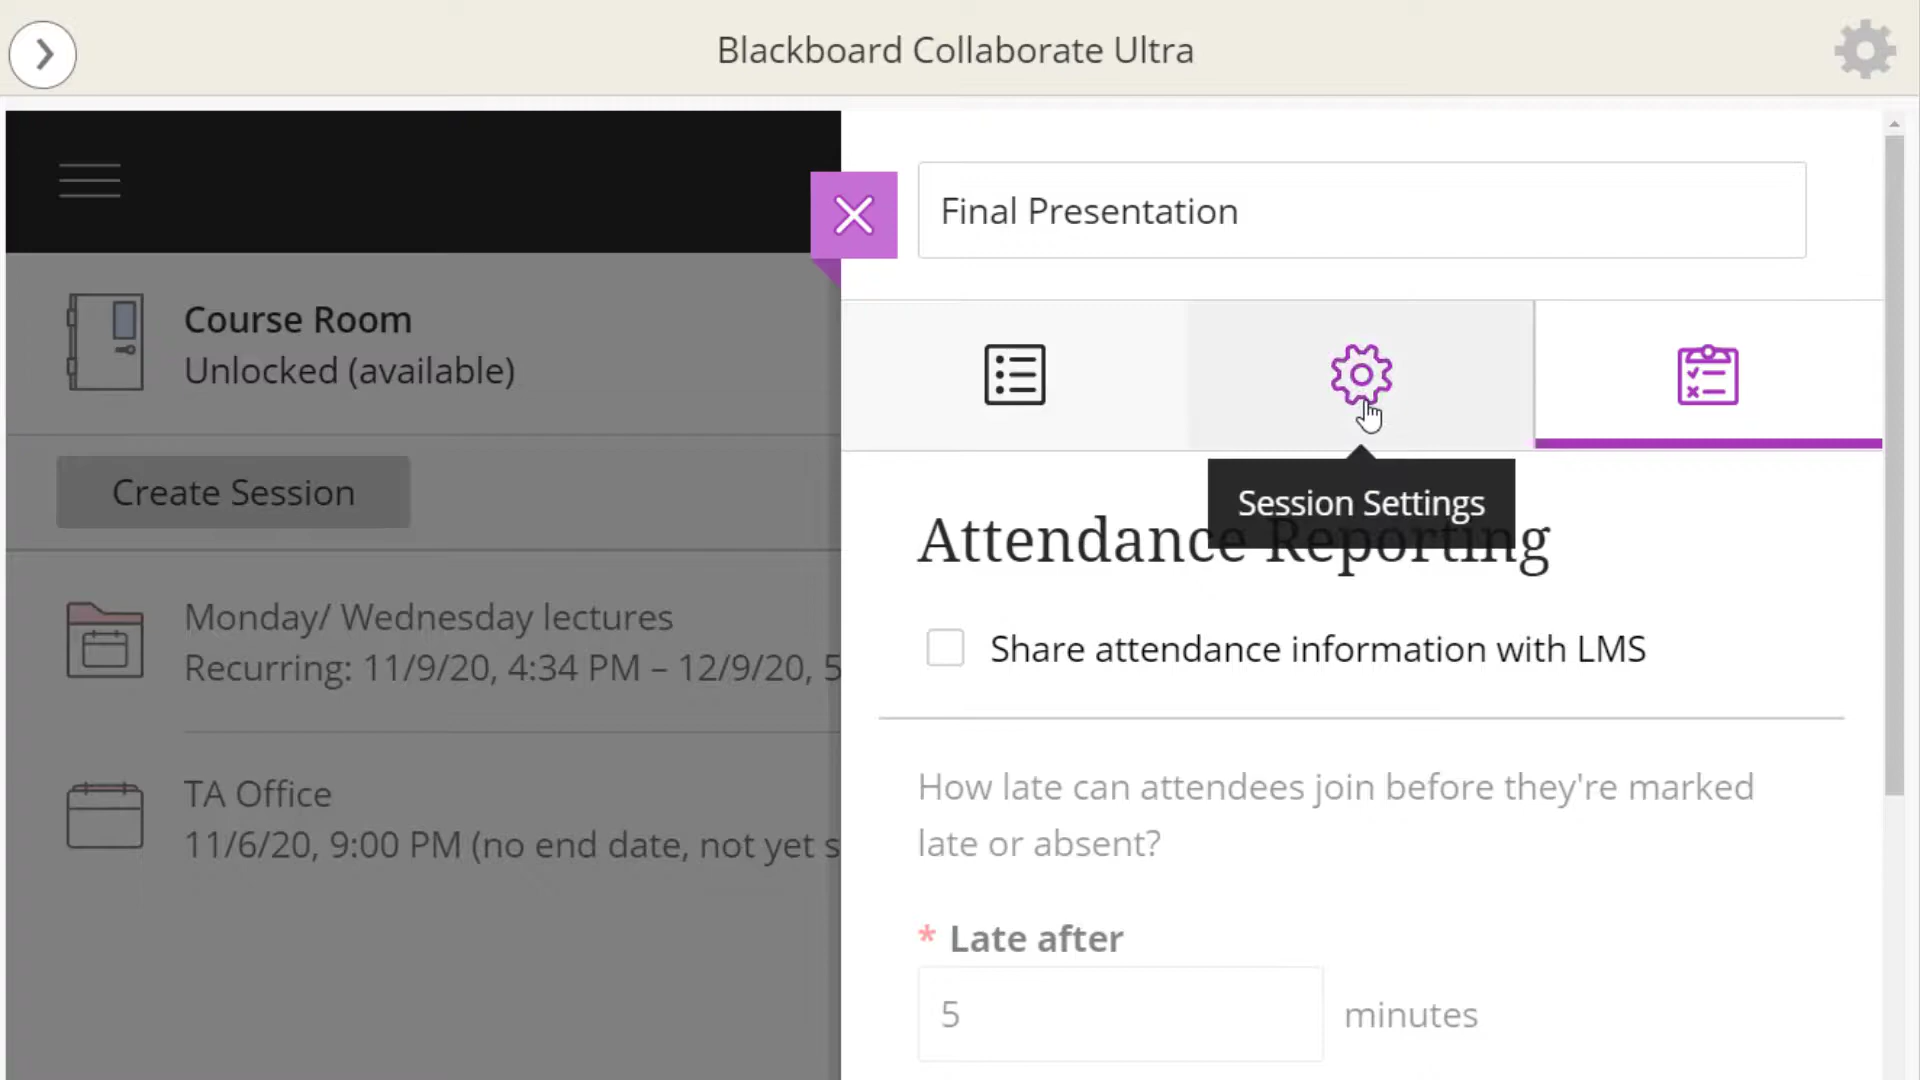 Blackboard Collaborate Ultra
Final Presentation
Course Room
Unlocked (available)
Session Settings
Create Session
Attendance Reporting
Monday/ Wednesday lectures
Recurring: 11/9/20, 4:34 PM – 12/9/20, 5
Share attendance information with LMS
TA Office
11/6/20, 9:00 PM (no end date, not yet s
How late can attendees join before they're marked
late or absent?
* Late after
5 minutes